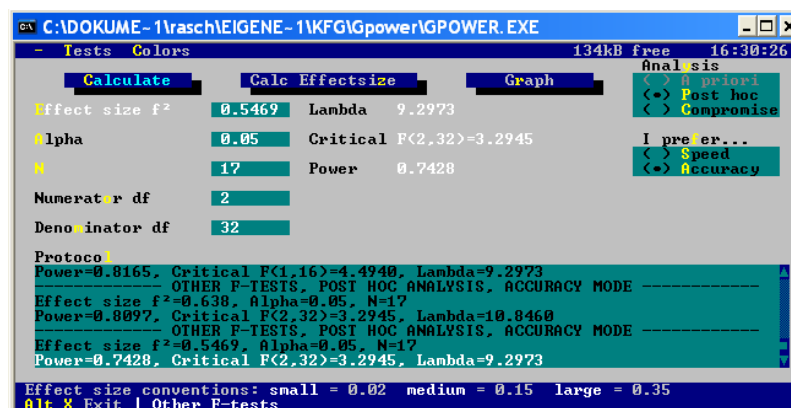 C:\DOKUME~1\rasch\EIGENE~1\KFG\Gpower\GPOWER.EXE
- Tests Colors 134kB free 16:30:26
Analysis
Calculate Calc Effectsize Graph ( ) A priori
(•) Post hoc
Effect size f² 0.5469 Lambda 9.2973 ( ) Compromise
Alpha 0.05 Critical F(2,32)=3.2945 I prefer...
( ) Speed
N 17 Power 0.7428 (•) Accuracy
Numerator df 2
Denominator df 32
Protocol
Power=0.8165, Critical F(1,16)=4.4940, Lambda=9.2973
------------- OTHER F-TESTS, POST HOC ANALYSIS, ACCURACY MODE -------------
Effect size f²=0.638, Alpha=0.05, N=17
Power=0.8097, Critical F(2,32)=3.2945, Lambda=10.8460
------------- OTHER F-TESTS, POST HOC ANALYSIS, ACCURACY MODE -------------
Effect size f²=0.5469, Alpha=0.05, N=17
Power=0.7428, Critical F(2,32)=3.2945, Lambda=9.2973
Effect size conventions: small = 0.02 medium = 0.15 large = 0.35
Alt X Exit | Other F-tests